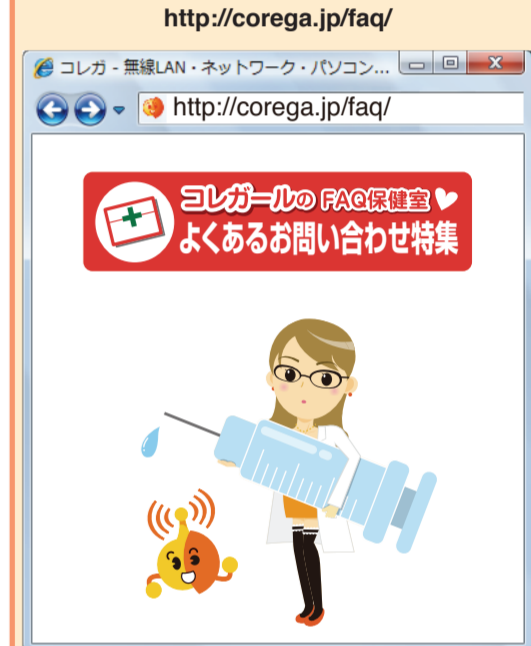 http://corega.jp/faq/
コレガ - 無線LAN・ネットワーク・パソコン...
http://corega.jp/faq/
コレガールの FAQ保健室
よくあるお問い合わせ特集